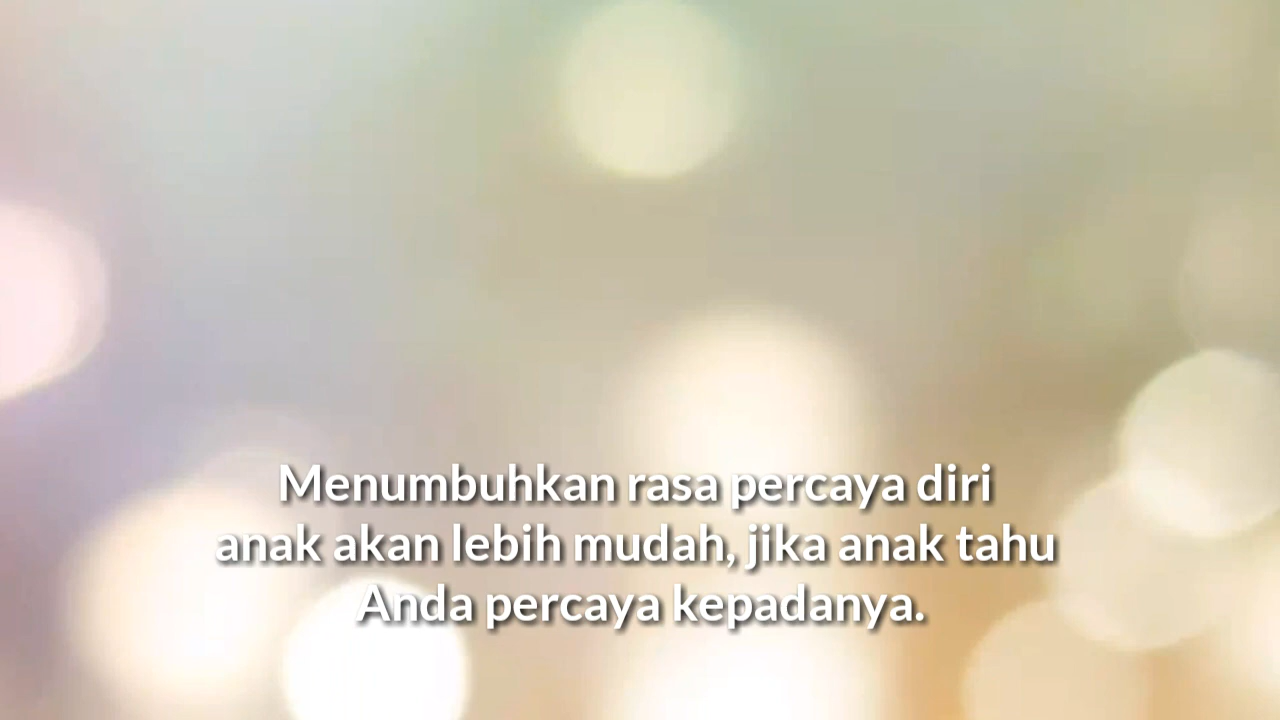 Menumbuhkan rasa percaya diri
anak akan lebih mudah, jika anak tahu
Anda percaya kepadanya.